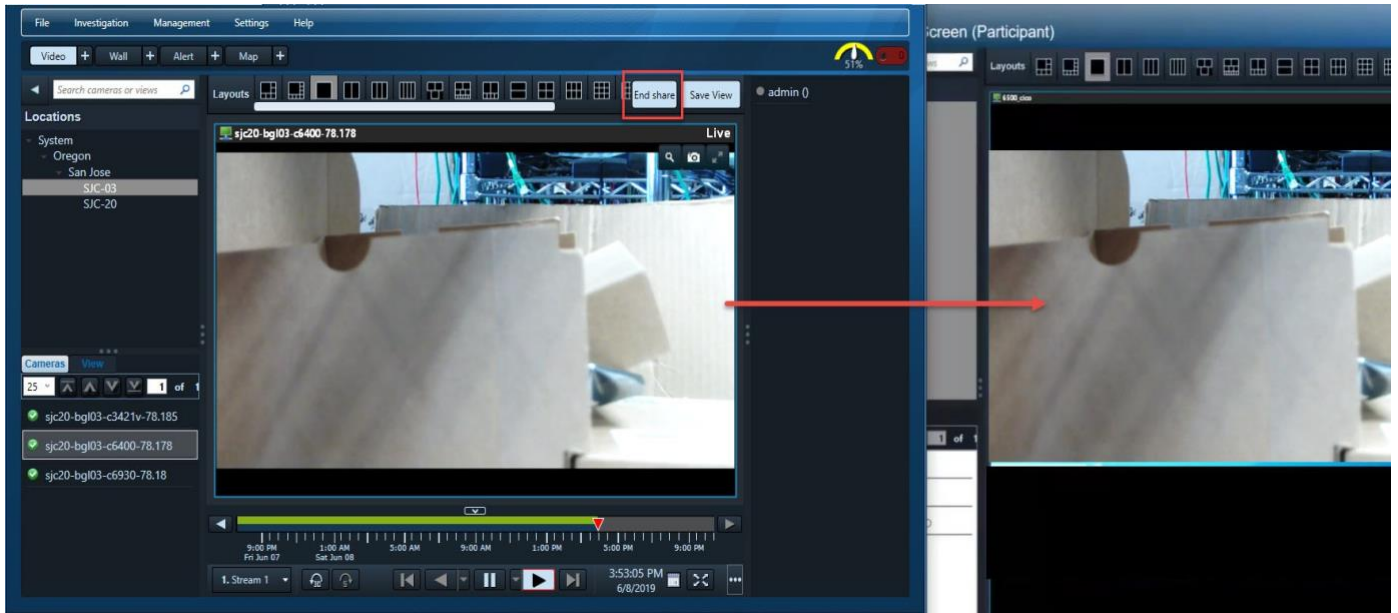 File Investigation Management Settings Help
Video + Wall + Alert + Map +
51%
0
Search cameras or views
Layouts
End share
Save View
admin ()
Locations
System
Oregon
San Jose
SJC-03
SJC-20
sjc20-bgl03-c6400-78.178
Live
Cameras View
25
1 of 1
sjc20-bgl03-c3421v-78.185
sjc20-bgl03-c6400-78.178
sjc20-bgl03-c6930-78.18
9:00 PM 1:00 AM 5:00 AM 9:00 AM 1:00 PM 5:00 PM 9:00 PM
Fri Jun 07 Sat Jun 08
1. Stream 1
3:53:05 PM
6/8/2019
Screen (Participant)
Layouts
1 of 1